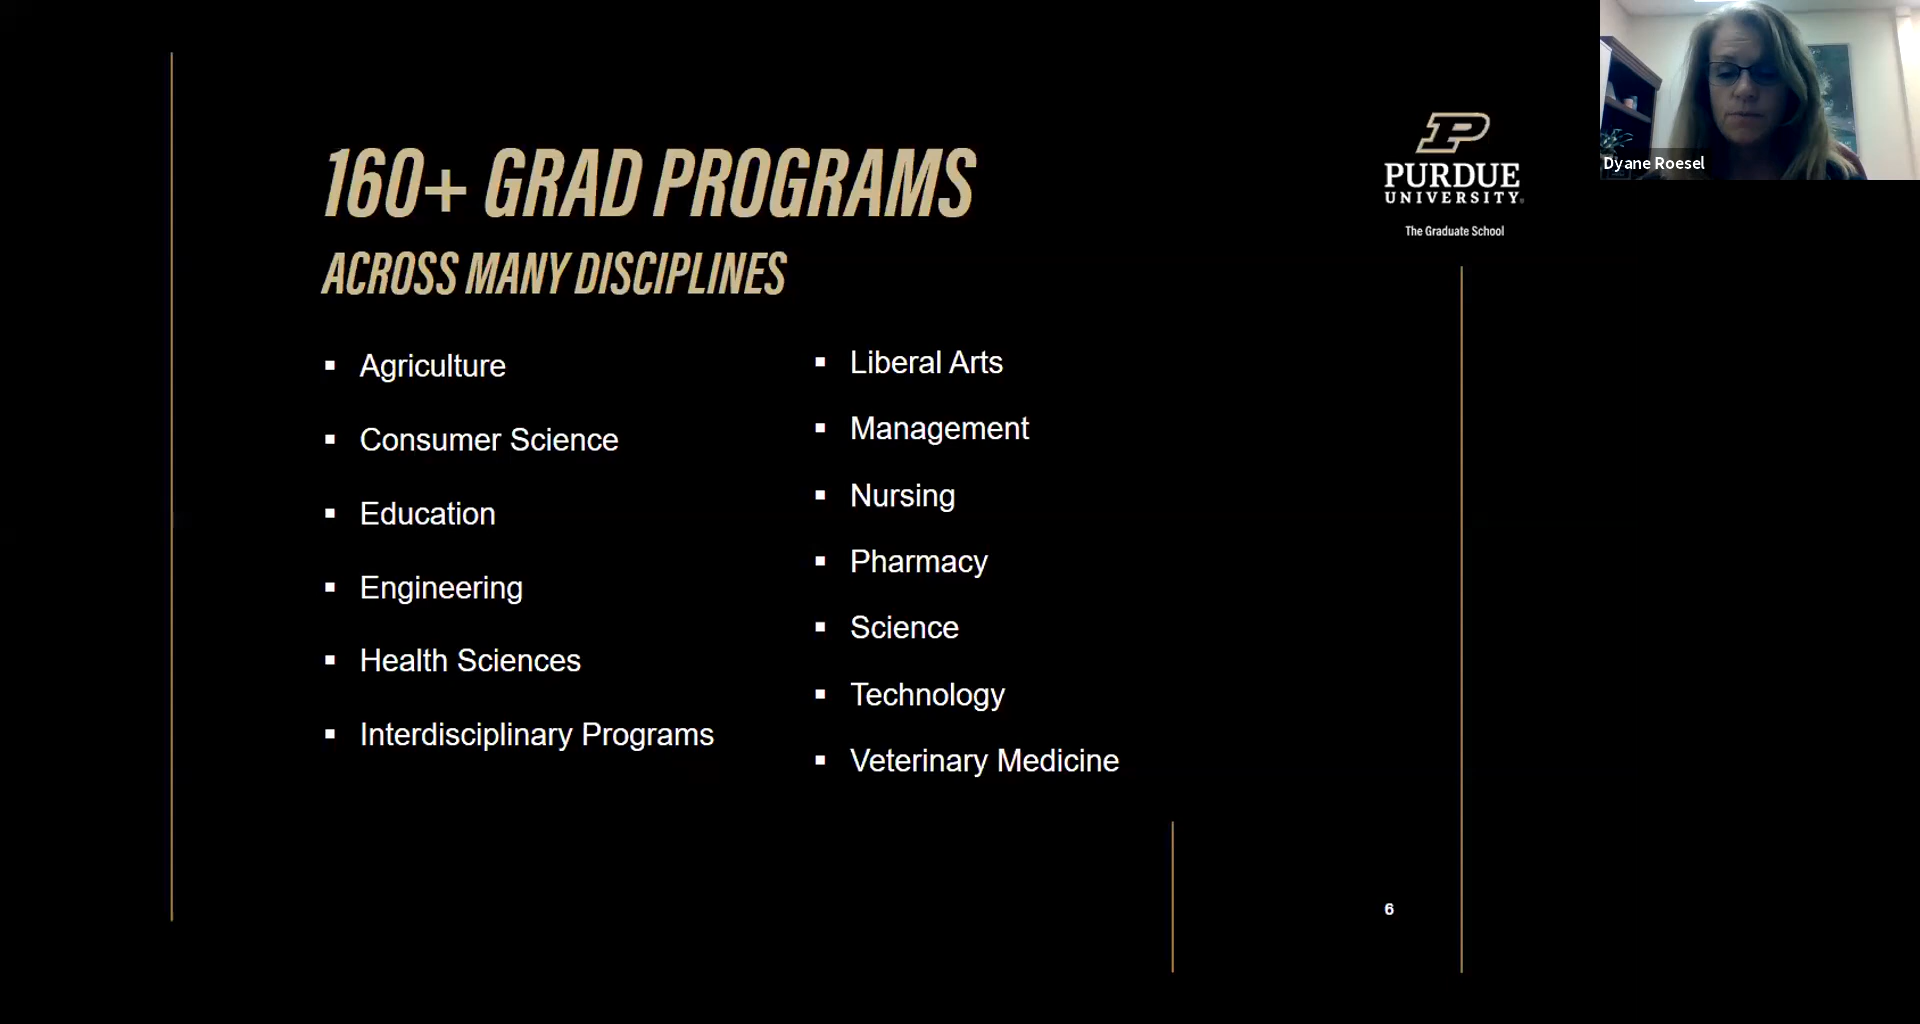 160+ GRAD PROGRAMS
ACROSS MANY DISCIPLINES
Agriculture
Consumer Science
Education
Engineering
Health Sciences
Interdisciplinary Programs
Liberal Arts
Management
Nursing
Pharmacy
Science
Technology
Veterinary Medicine
P
PURDUE
UNIVERSITY®
The Graduate School
6
Dyane Roesel